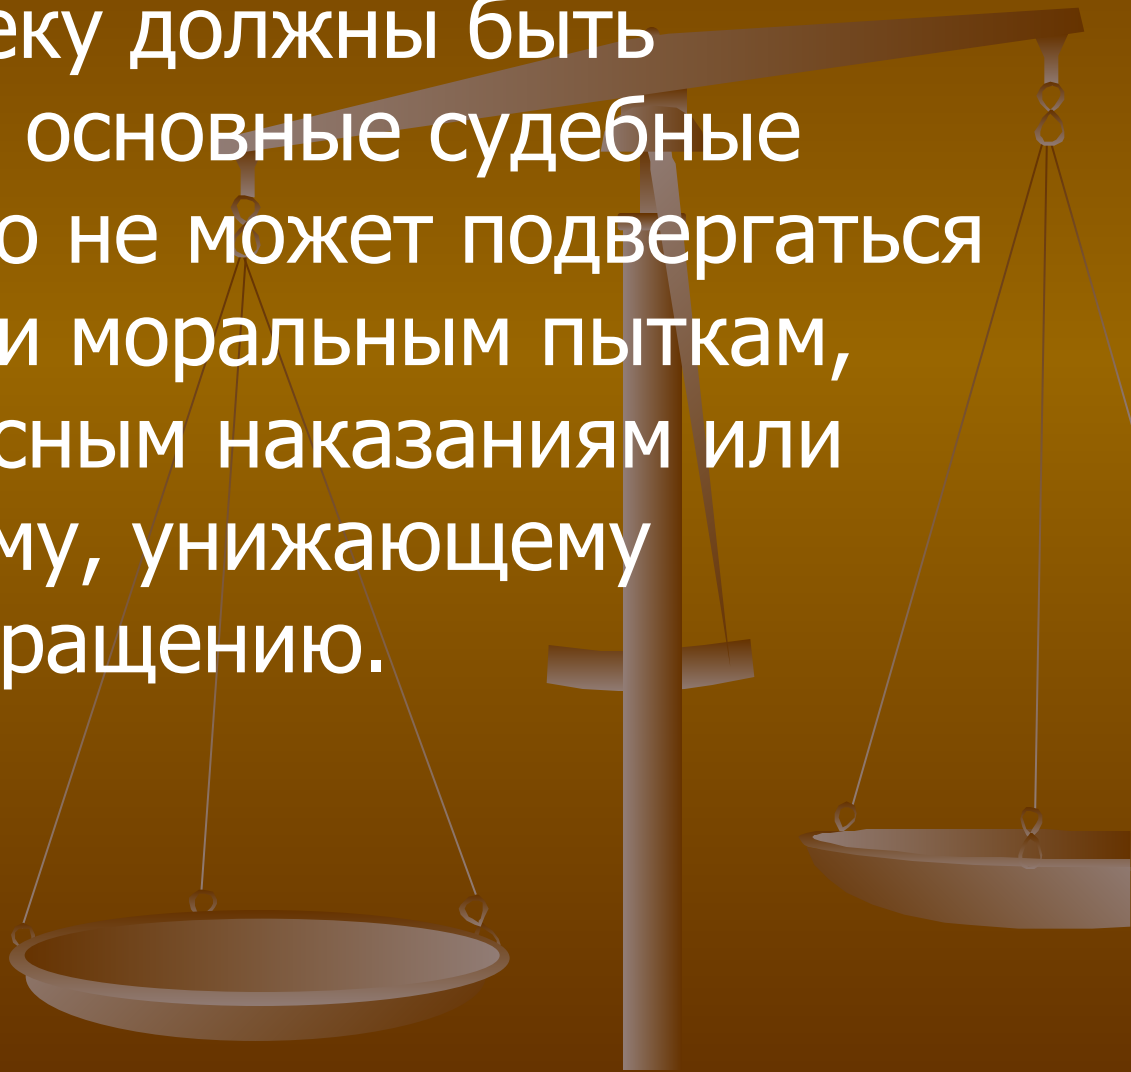 еку должны быть
основные судебные
о не может подвергаться
и моральным пыткам,
сным наказаниям или
му, унижающему
ращению.